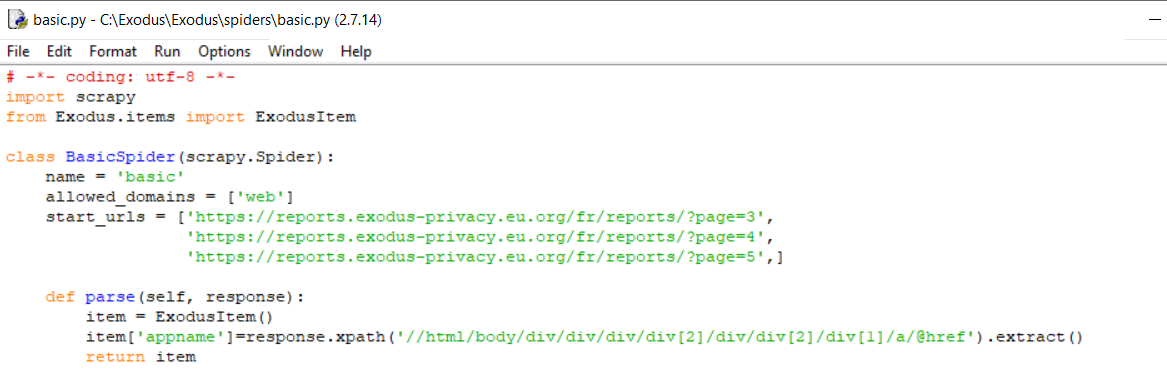 basic.py - C:\Exodus\Exodus\spiders\basic.py (2.7.14)
File Edit Format Run Options Window Help
# -*- coding: utf-8 -*-
import scrapy
from Exodus.items import ExodusItem
class BasicSpider(scrapy.Spider):
    name = 'basic'
    allowed_domains = ['web']
    start_urls = ['https://reports.exodus-privacy.eu.org/fr/reports/?page=3',
                  'https://reports.exodus-privacy.eu.org/fr/reports/?page=4',
                  'https://reports.exodus-privacy.eu.org/fr/reports/?page=5',]
    def parse(self, response):
        item = ExodusItem()
        item['appname']=response.xpath('//html/body/div/div/div/div[2]/div/div[2]/div[1]/a/@href').extract()
        return item